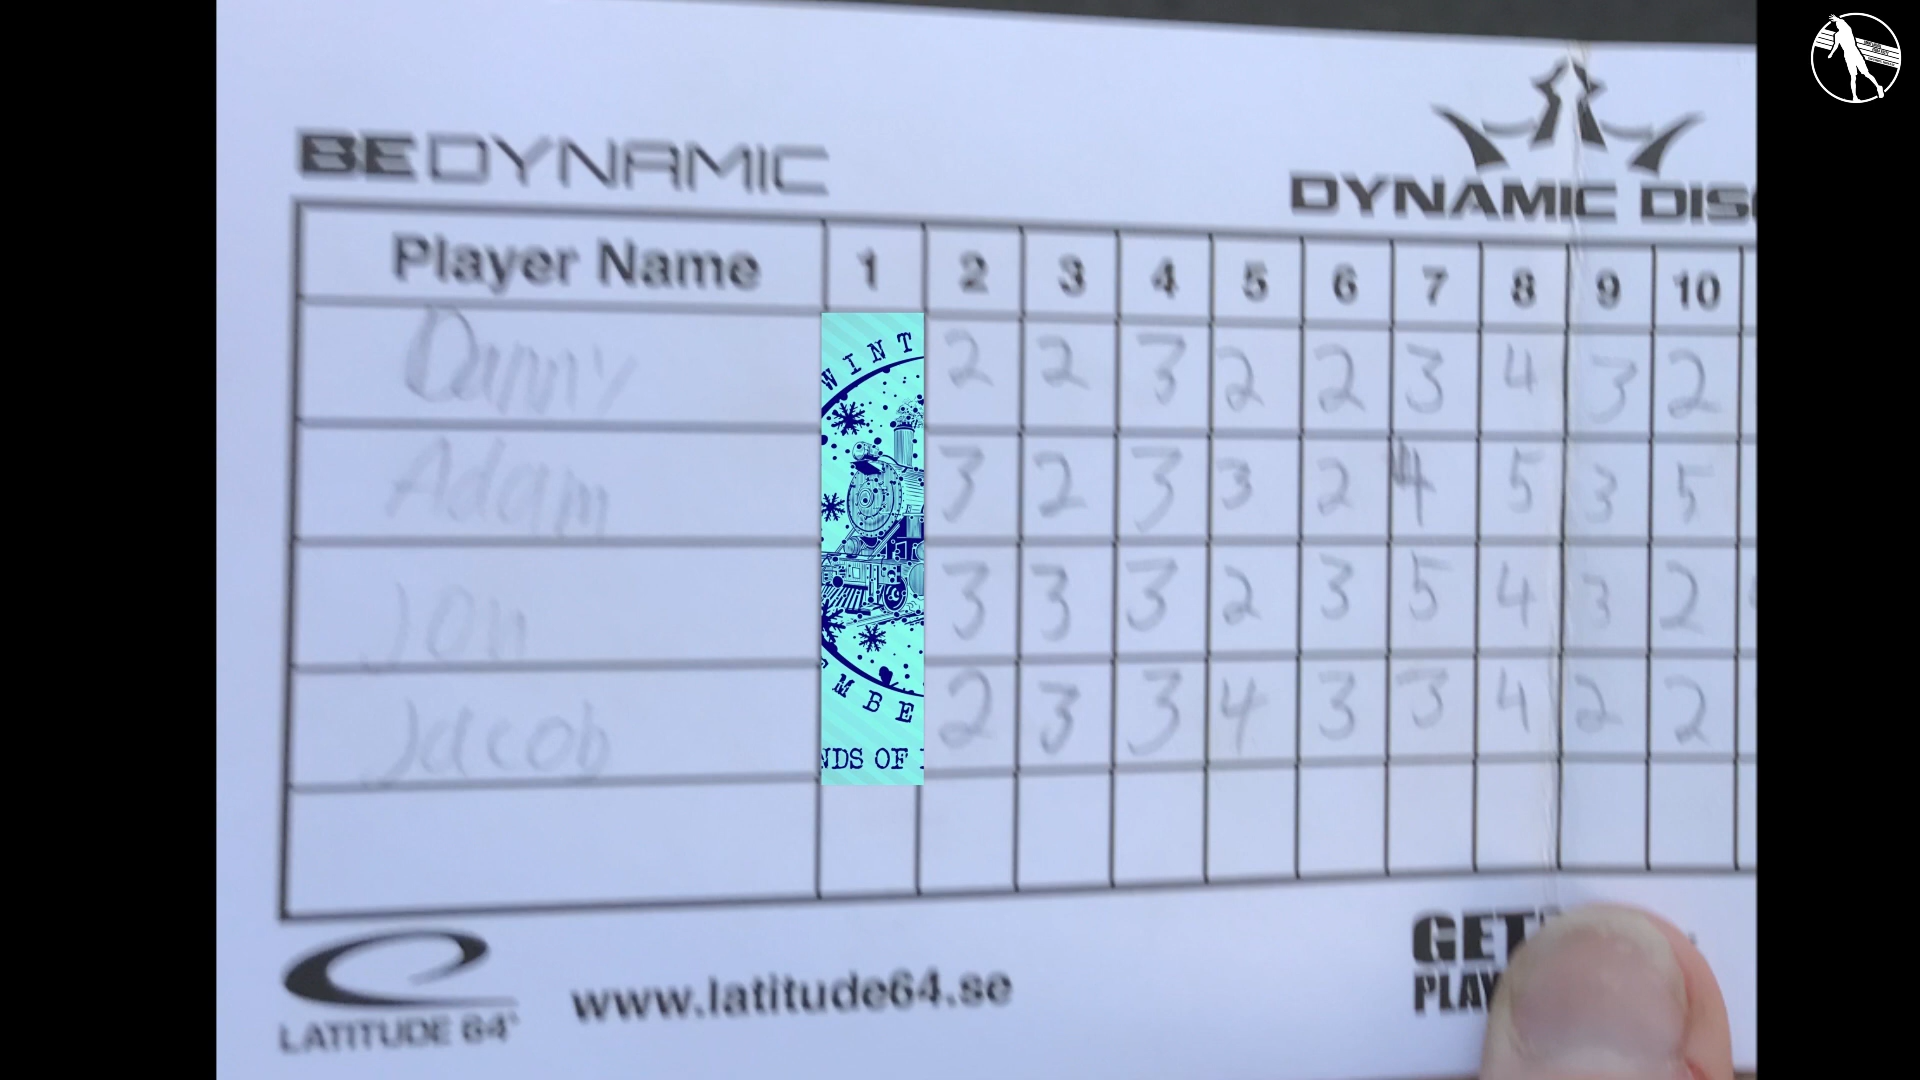 BEDYNAMIC
DYNAMIC DIS
Player Name 1 2 3 4 5 6 7 8 9 10
Danny 2 2 3 2 2 3 4 3 2
Adam 3 2 3 3 2 4 5 3 5
Jon 3 3 3 2 3 5 4 3 2
Jacob 2 3 3 4 3 3 4 2 2
WINT
MBE
NDS OF
LATITUDE 64°
www.latitude64.se
GET
PLAY